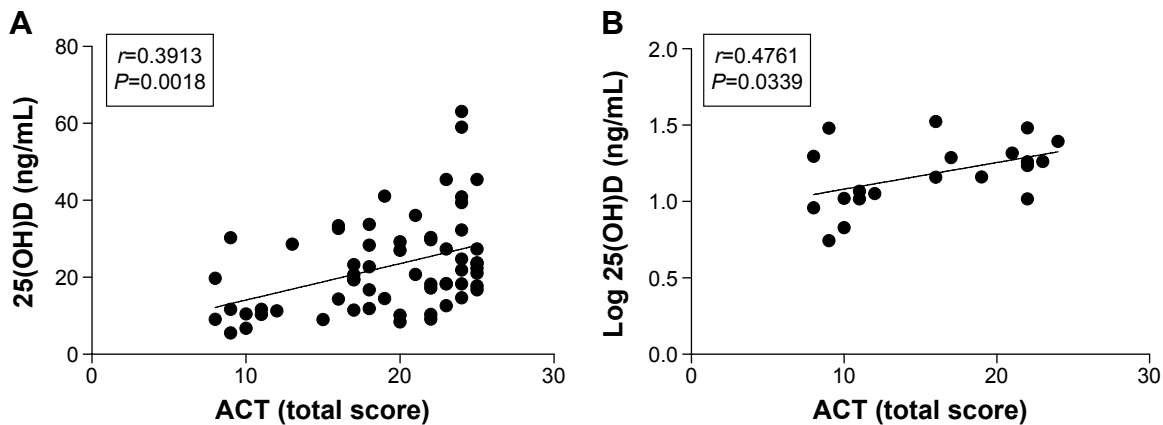 A
r=0.3913
P=0.0018
25(OH)D (ng/mL)
80
60
40
20
0
0
10
20
30
ACT (total score)
B
r=0.4761
P=0.0339
Log 25(OH)D (ng/mL)
2.0
1.5
1.0
0.5
0.0
0
10
20
30
ACT (total score)